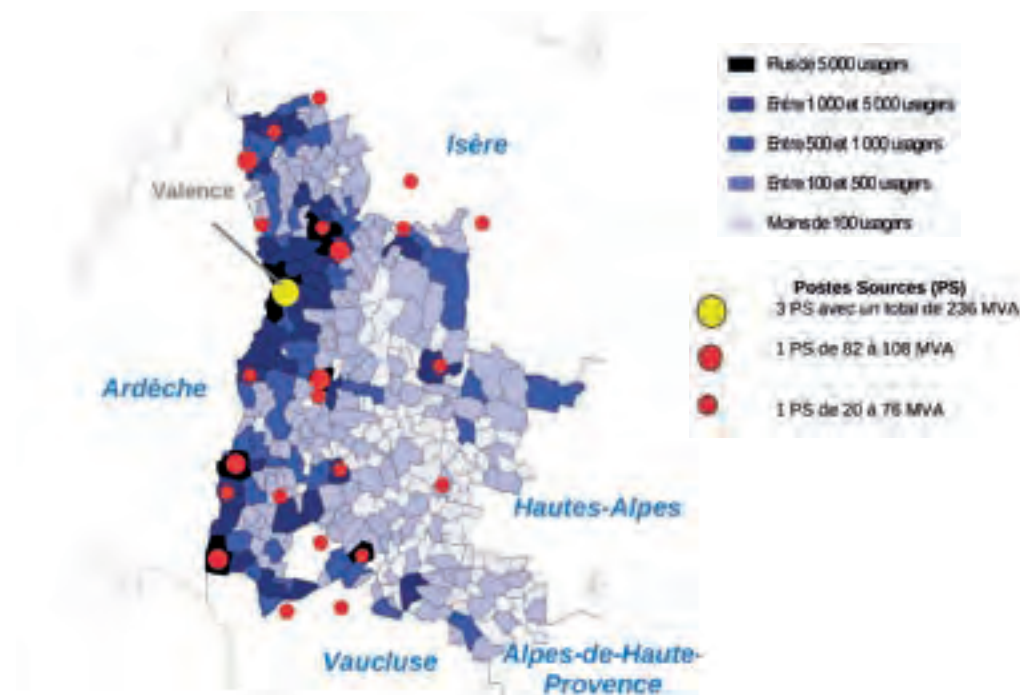 Plus de 5 000 usagers
Entre 1 000 et 5 000 usagers
Entre 500 et 1 000 usagers
Entre 100 et 500 usagers
Moins de 100 usagers
Isère
Valence
Postes Sources (PS)
3 PS avec un total de 236 MVA
1 PS de 82 à 108 MVA
Ardèche
1 PS de 20 à 76 MVA
Hautes-Alpes
Vaucluse
Alpes-de-Haute-
Provence